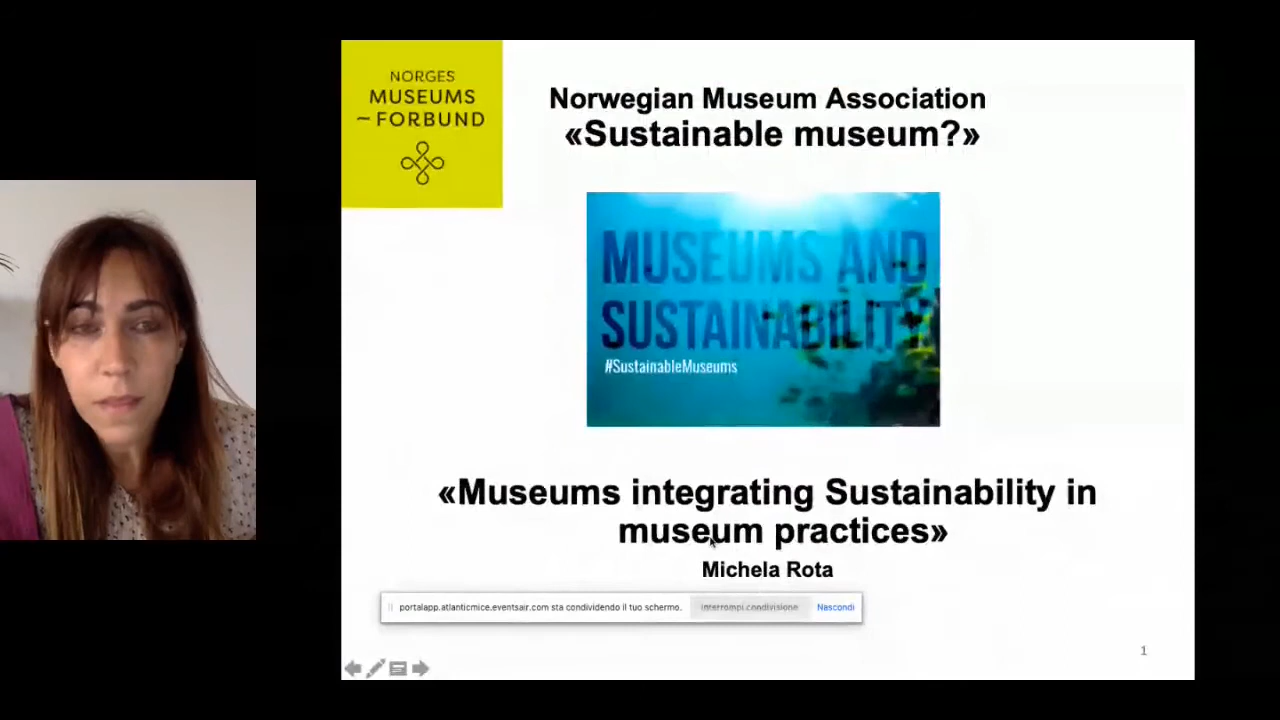 NORGES
MUSEUMS
~FORBUND
Norwegian Museum Association
«Sustainable museum?»
MUSEUMS AND
SUSTAINABILITY
#SustainableMuseums
«Museums integrating Sustainability in
museum practices»
Michela Rota
portalapp.atlanticmice.eventsair.com sta condividendo il tuo schermo. interrompi condivisione Nascondi
1